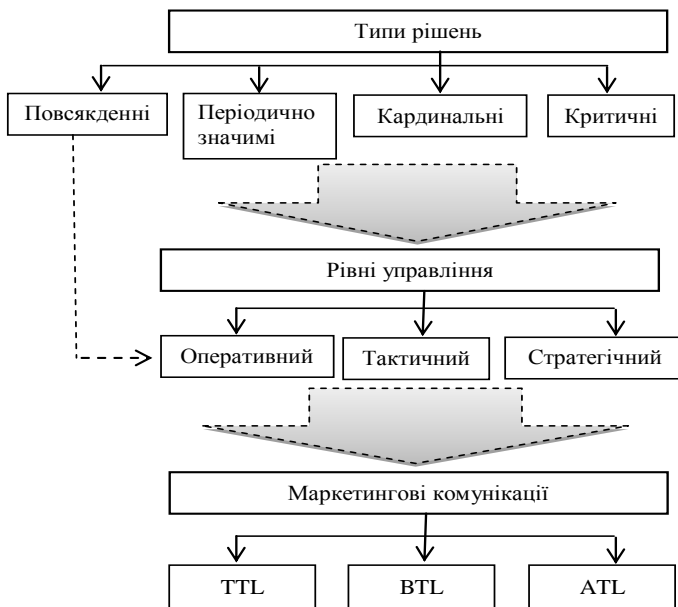 Типи рішень
Повсякденні
Періодично
значимі
Кардинальні
Критичні
Рівні управління
Оперативний
Тактичний
Стратегічний
Маркетингові комунікації
TTL
BTL
ATL